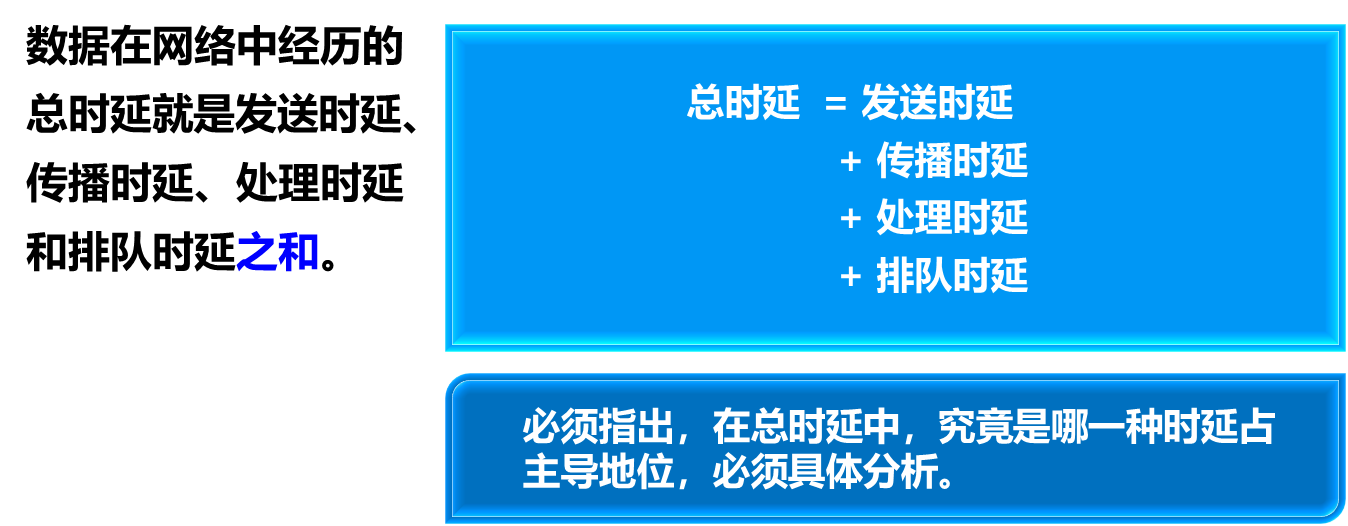 数据在网络中经历的
总时延就是发送时延、
传播时延、处理时延
和排队时延之和。
总时延 = 发送时延
+ 传播时延
+ 处理时延
+ 排队时延
必须指出，在总时延中，究竟是哪一种时延占
主导地位，必须具体分析。